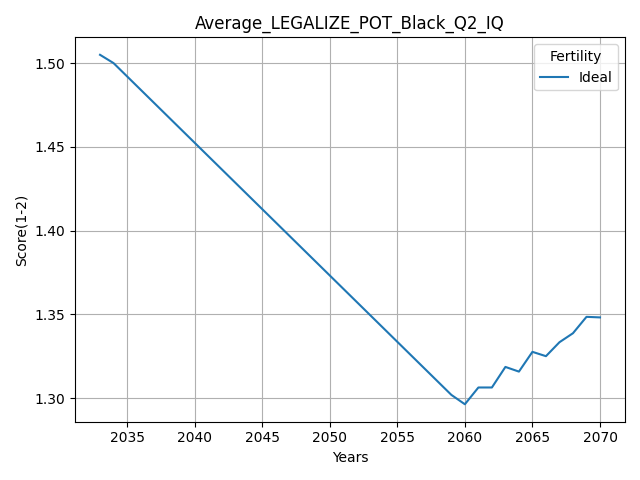 Average_LEGALIZE_POT_Black_Q2_IQ
Fertility
Ideal
Score(1-2)
1.50
1.45
1.40
1.35
1.30
2035 2040 2045 2050 2055 2060 2065 2070
Years